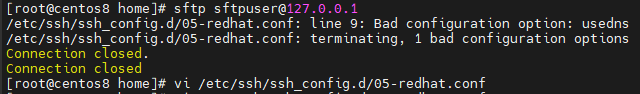 [root@centos8 home]# sftp sftpuser@127.0.0.1
/etc/ssh/ssh_config.d/05-redhat.conf: line 9: Bad configuration option: usedns
/etc/ssh/ssh_config.d/05-redhat.conf: terminating, 1 bad configuration options
Connection closed.
Connection closed
[root@centos8 home]# vi /etc/ssh/ssh_config.d/05-redhat.conf